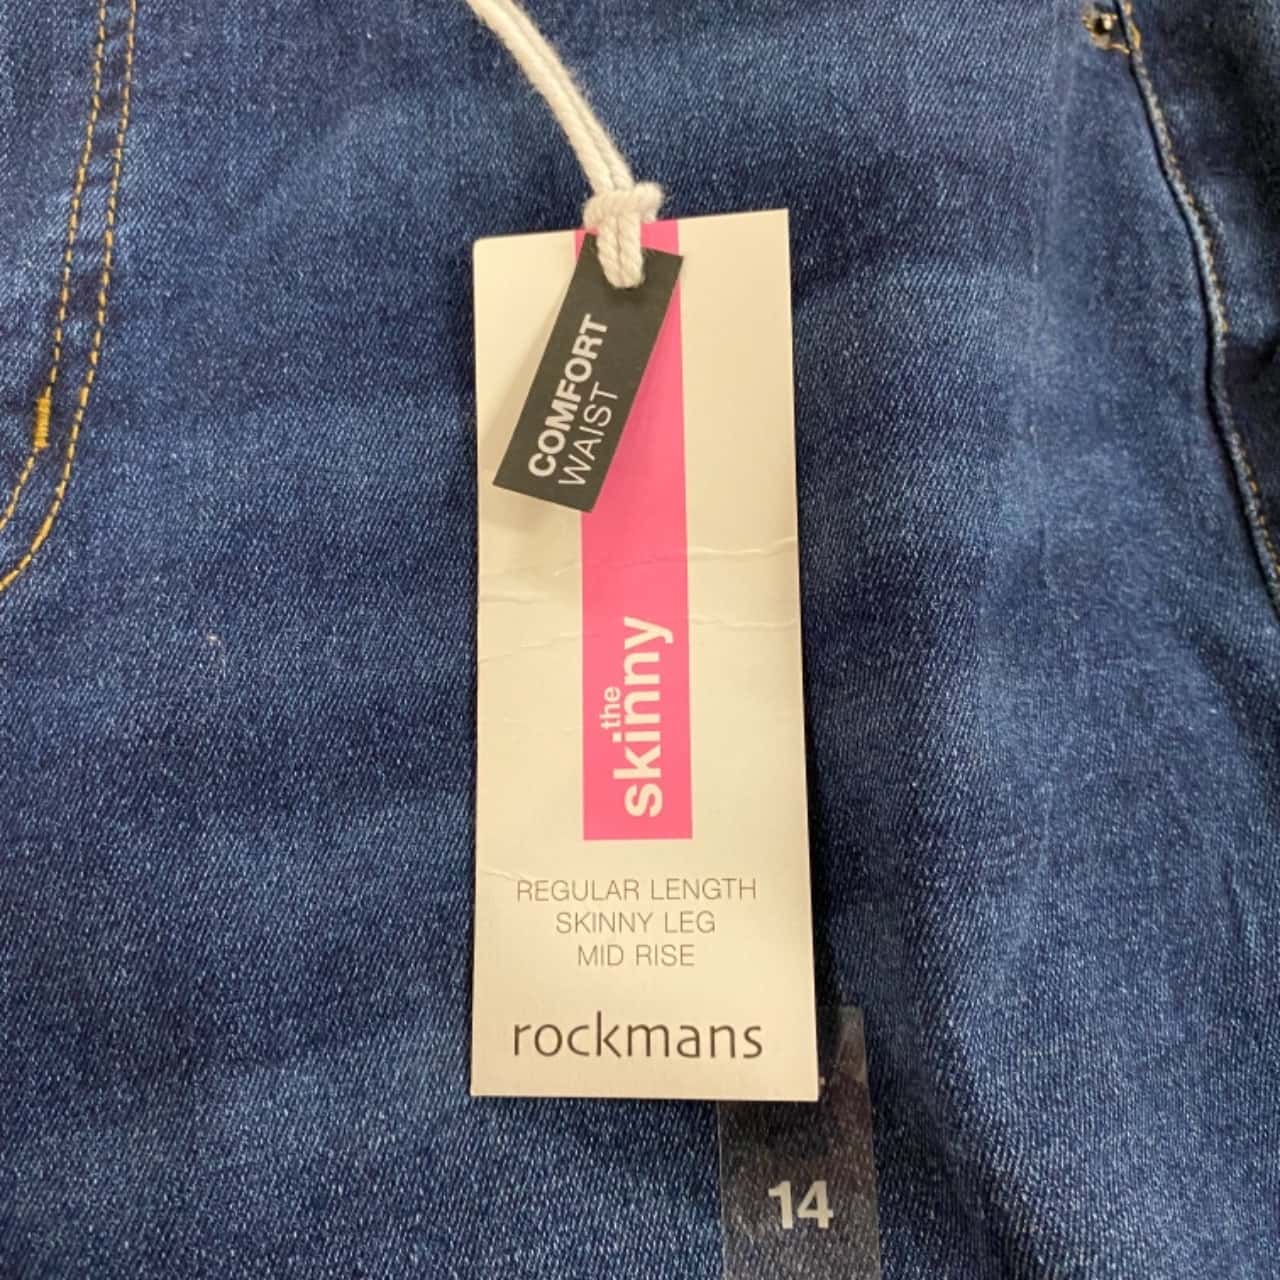 COMFORT
WAIST
the
skinny
REGULAR LENGTH
SKINNY LEG
MID RISE
rockmans
14